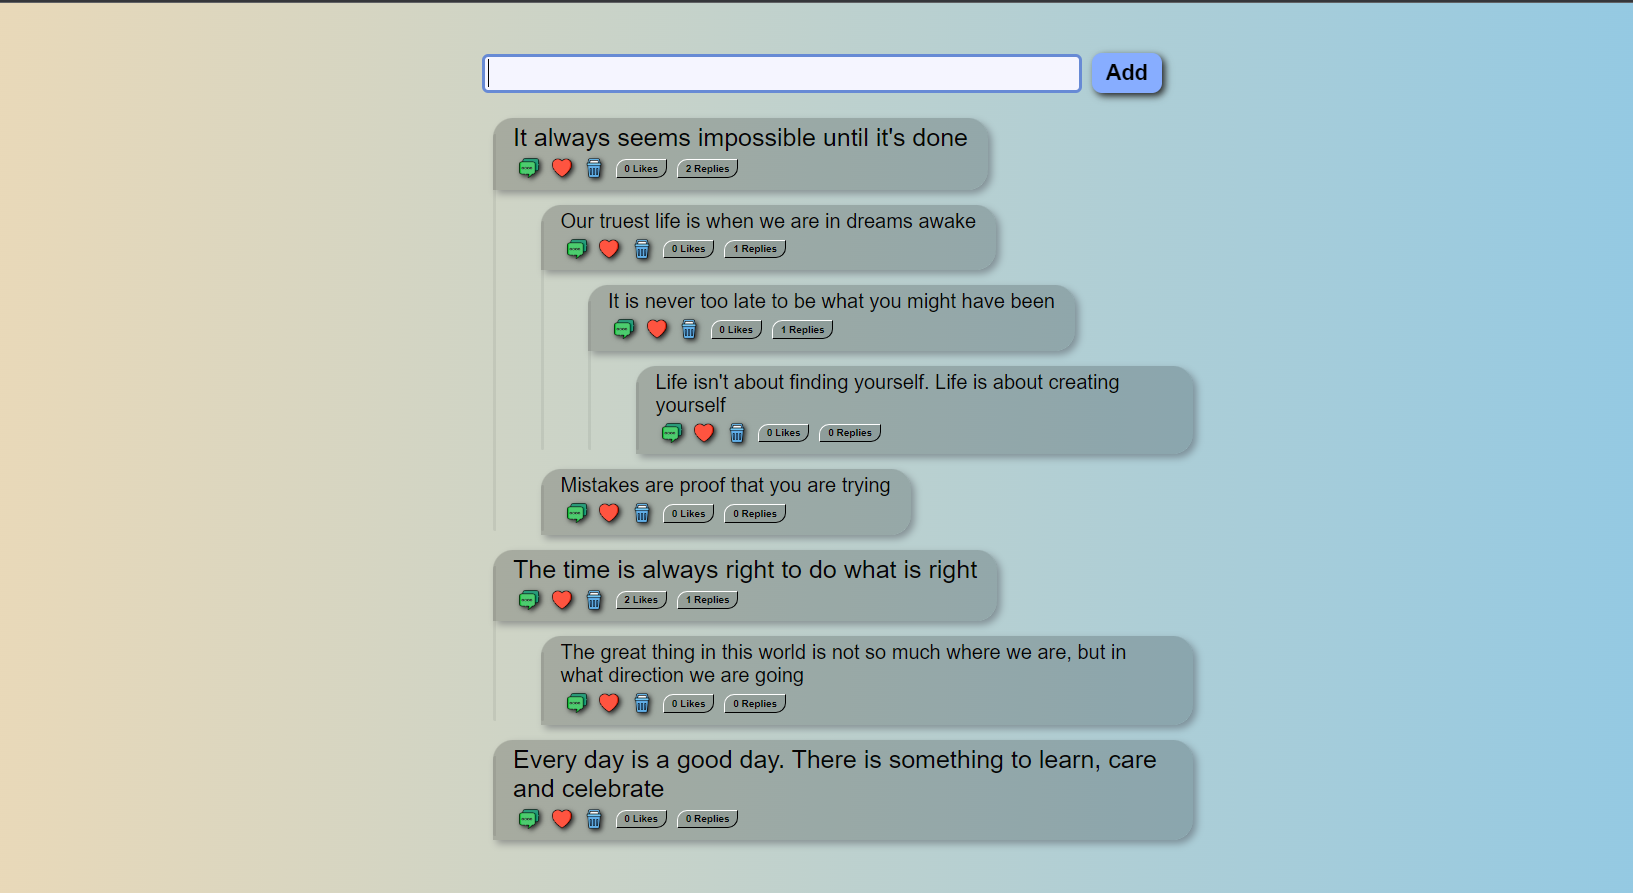 Add
It always seems impossible until it's done
0 Likes 2 Replies
Our truest life is when we are in dreams awake
0 Likes 1 Replies
It is never too late to be what you might have been
0 Likes 1 Replies
Life isn't about finding yourself. Life is about creating
yourself
0 Likes 0 Replies
Mistakes are proof that you are trying
0 Likes 0 Replies
The time is always right to do what is right
2 Likes 1 Replies
The great thing in this world is not so much where we are, but in
what direction we are going
0 Likes 0 Replies
Every day is a good day. There is something to learn, care
and celebrate
0 Likes 0 Replies